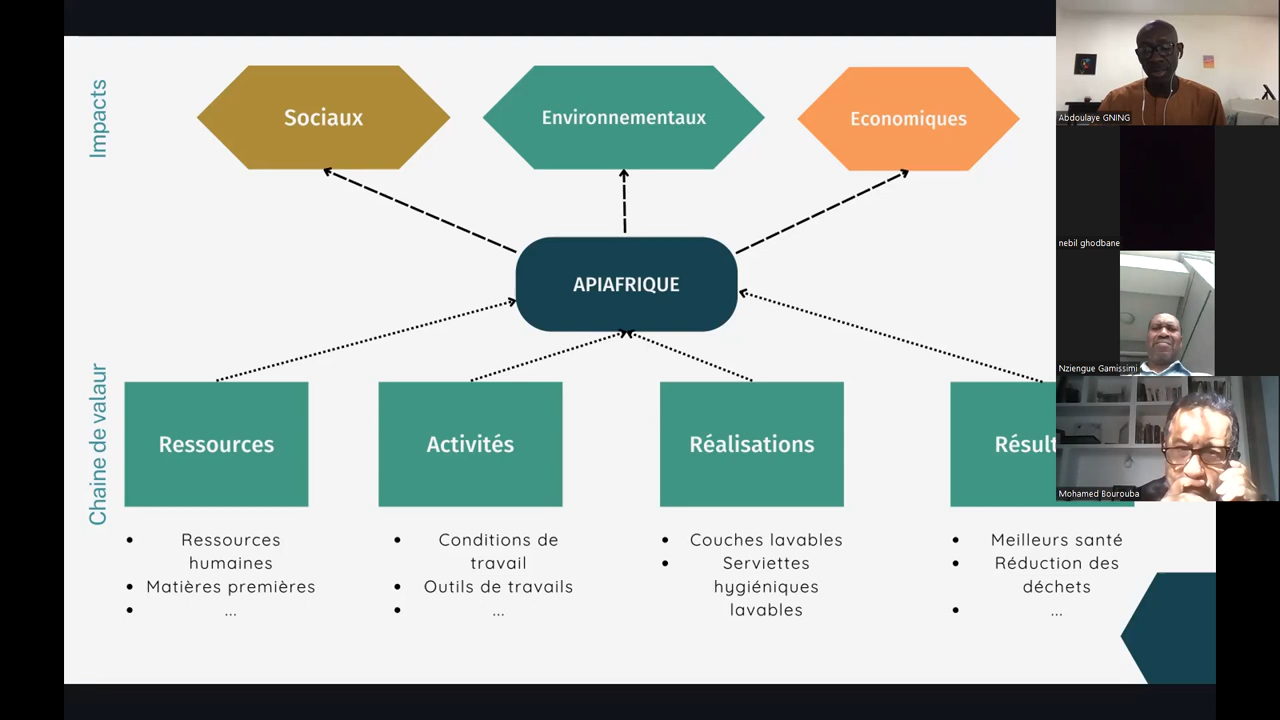 Impacts
Sociaux
Environnementaux
Economiques
Abdoulaye GNING
APIAFRIQUE
nebil ghodbane
Nziengue Gamissimi
Chaine de valaur
Ressources
Activités
Réalisations
Résult
Mohamed Bourouba
Ressources
humaines
Matières premières
...
Conditions de
travail
Outils de travails
...
Couches lavables
Serviettes
hygiéniques
lavables
Meilleurs santé
Réduction des
déchets
...